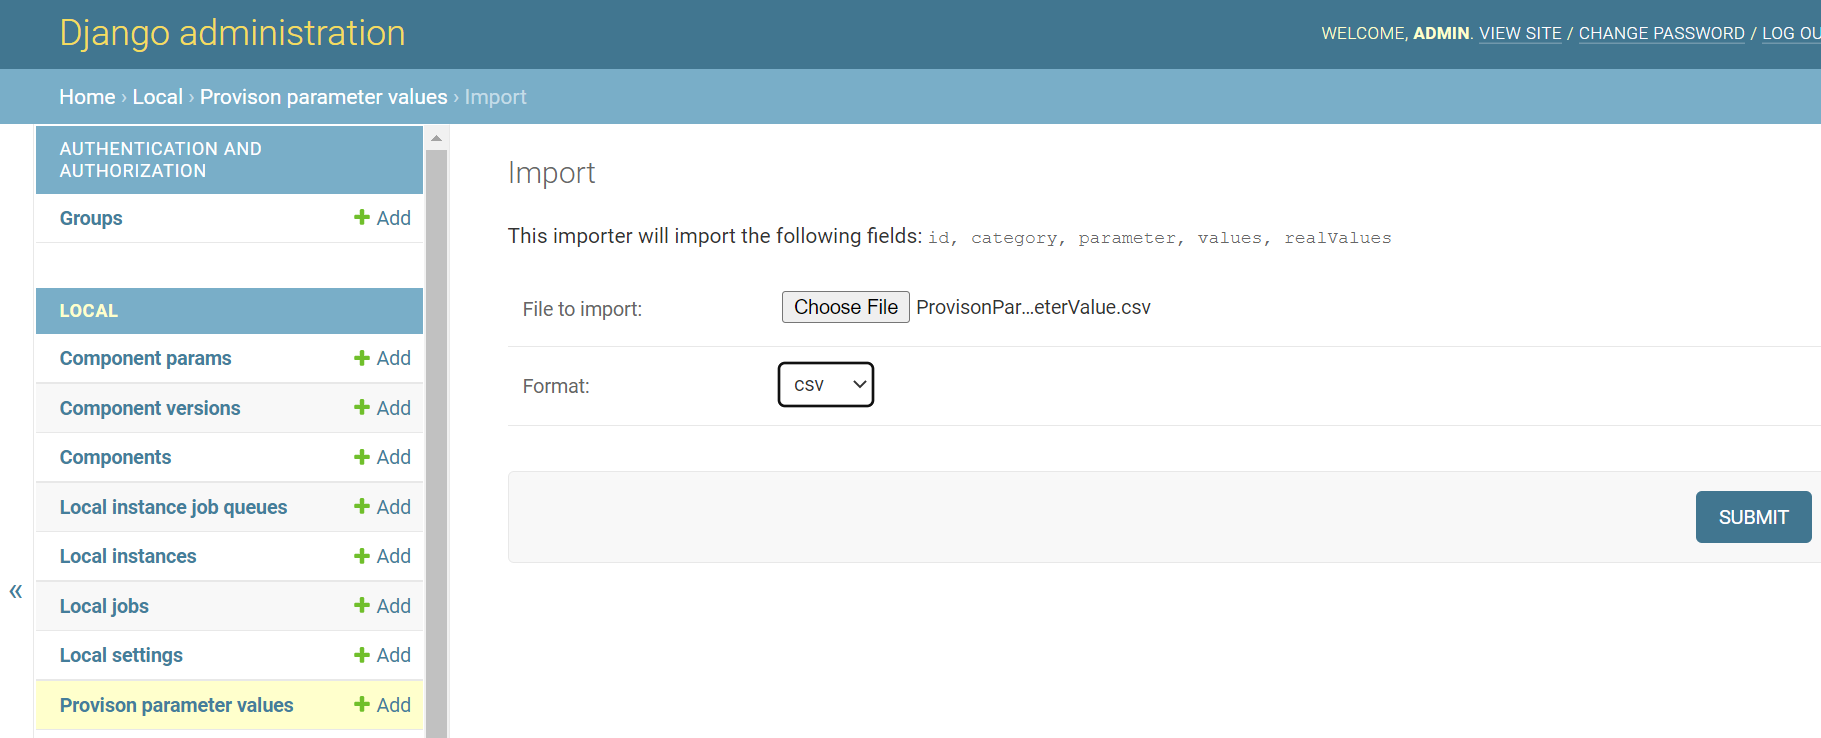 Django administration
WELCOME, ADMIN. VIEW SITE / CHANGE PASSWORD / LOG OU
Home › Local › Provison parameter values › Import
AUTHENTICATION AND
AUTHORIZATION
Groups + Add
LOCAL
Component params + Add
Component versions + Add
Components + Add
Local instance job queues + Add
Local instances + Add
Local jobs + Add
Local settings + Add
Provison parameter values + Add
«
Import
This importer will import the following fields: id, category, parameter, values, realValues
File to import: Choose File ProvisonPar...eterValue.csv
Format: csv
SUBMIT